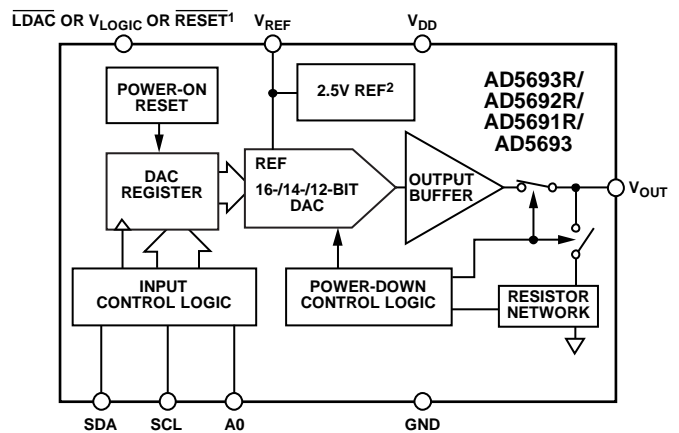 LDAC OR VLOGIC OR RESET1
VREF
VDD
POWER-ON
RESET
2.5V REF2
AD5693R/
AD5692R/
AD5691R/
AD5693
DAC
REGISTER
REF
16-/14-/12-BIT
DAC
OUTPUT
BUFFER
VOUT
INPUT
CONTROL LOGIC
POWER-DOWN
CONTROL LOGIC
RESISTOR
NETWORK
SDA
SCL
A0
GND